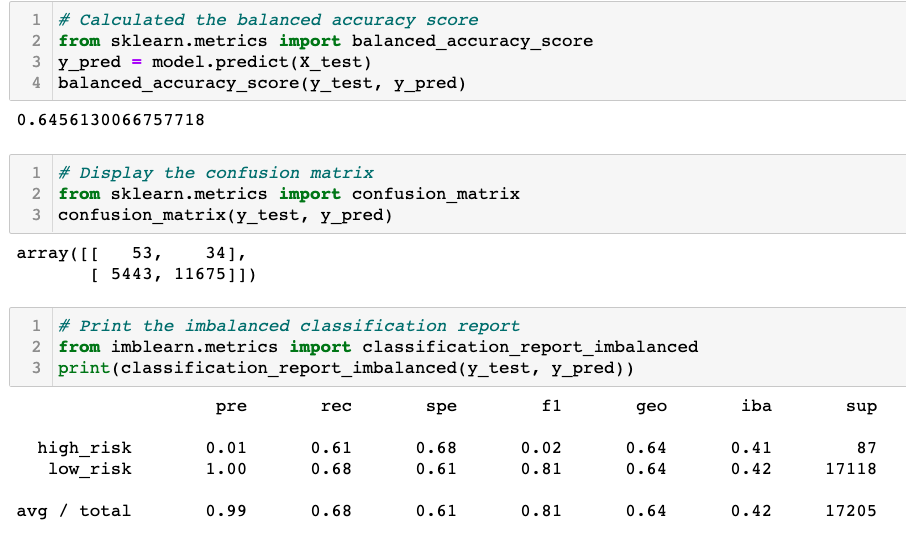 1 # Calculated the balanced accuracy score
2 from sklearn.metrics import balanced_accuracy_score
3 y_pred = model.predict(X_test)
4 balanced_accuracy_score(y_test, y_pred)
0.6456130066757718
1 # Display the confusion matrix
2 from sklearn.metrics import confusion_matrix
3 confusion_matrix(y_test, y_pred)
array([[   53,    34],
       [ 5443, 11675]])
1 # Print the imbalanced classification report
2 from imblearn.metrics import classification_report_imbalanced
3 print(classification_report_imbalanced(y_test, y_pred))
                  pre       rec       spe        f1       geo       iba       sup
  high_risk       0.01      0.61      0.68      0.02      0.64      0.41        87
   low_risk       1.00      0.68      0.61      0.81      0.64      0.42     17118
avg / total       0.99      0.68      0.61      0.81      0.64      0.42     17205